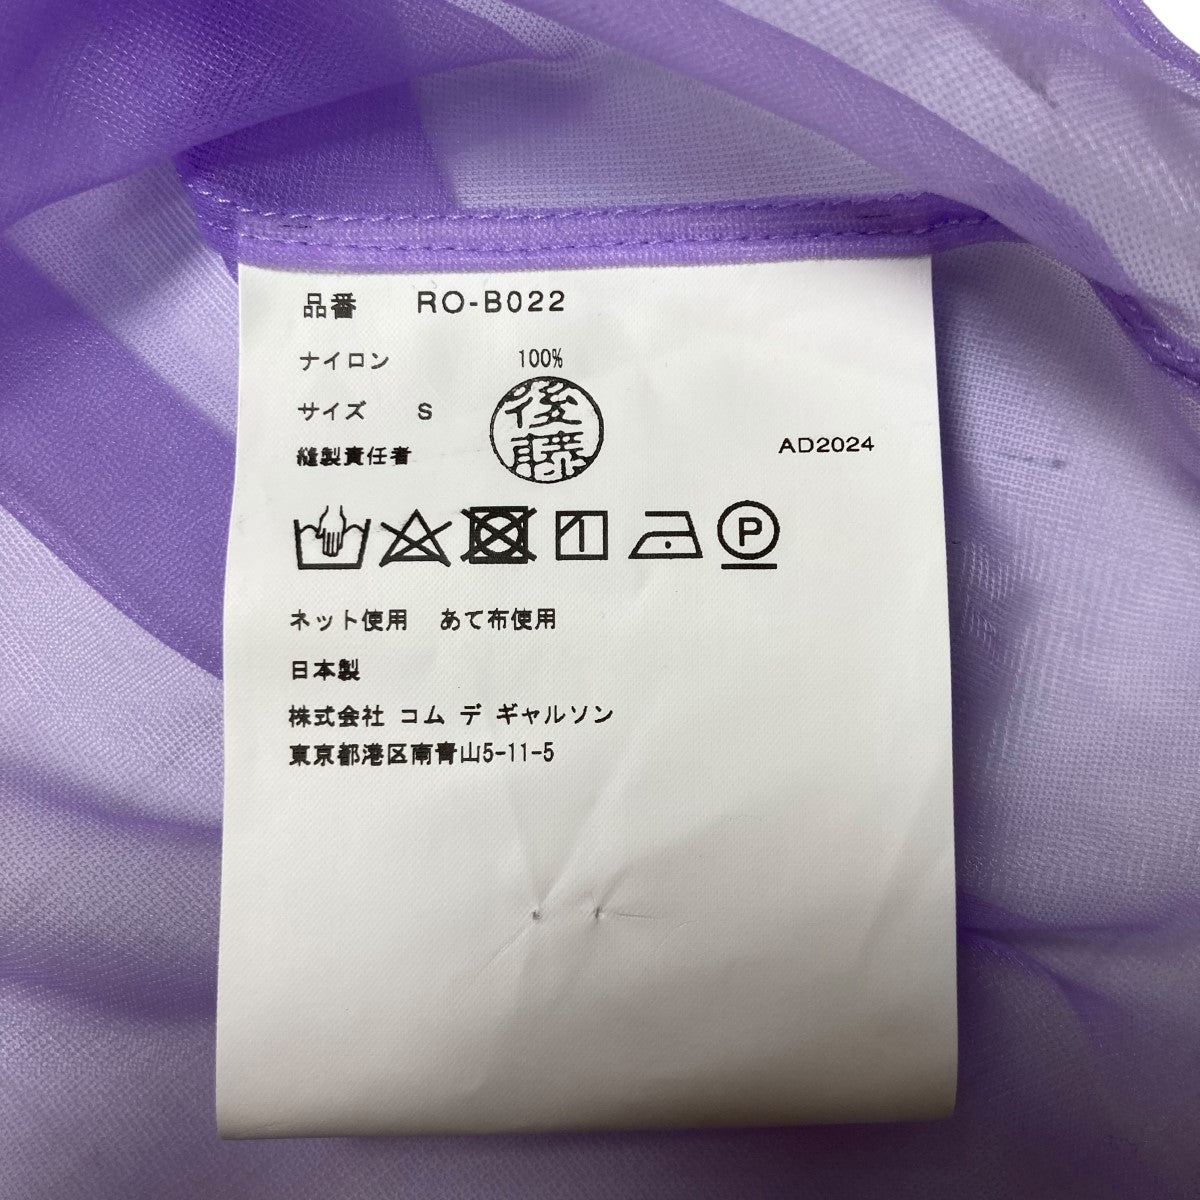 品番 RO-B022
ナイロン 100%
サイズ S
縫製責任者 後藤 AD2024
P
ネット使用 あて布使用
日本製
株式会社 コム デ ギャルソン
東京都港区南青山5-11-5